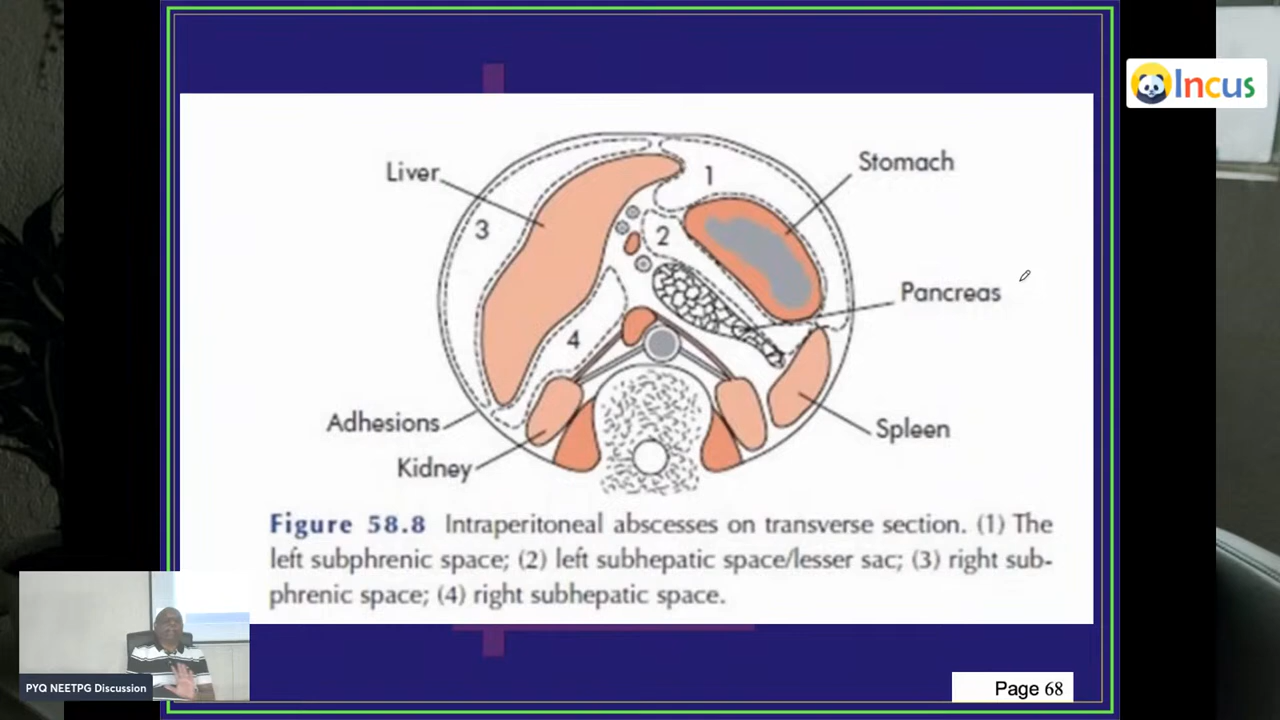 Incus
Liver
1
Stomach
3
2
Pancreas
4
Adhesions
Kidney
Spleen
Figure 58.8 Intraperitoneal abscesses on transverse section. (1) The
left subphrenic space; (2) left subhepatic space/lesser sac; (3) right sub-
phrenic space; (4) right subhepatic space.
PYQ NEETPG Discussion
Page 68